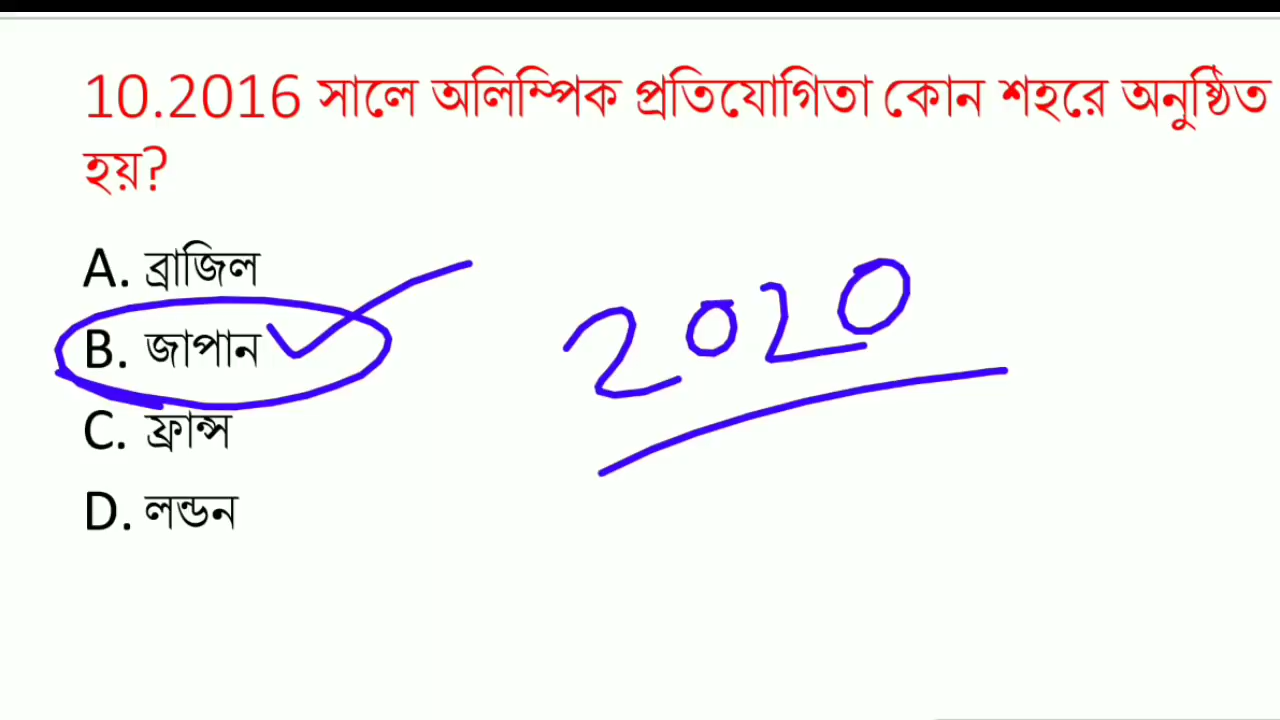 10.2016 সালে অলিম্পিক প্রতিযোগিতা কোন শহরে অনুষ্ঠিত
হয়?
A. ব্রাজিল
B. জাপান
2020
C. ফ্রান্স
D. লন্ডন